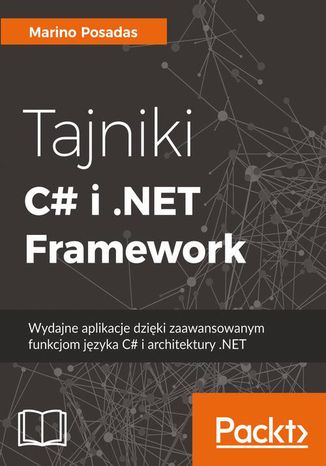 Marino Posadas
Tajniki
C# i .NET
Framework
Wydajne aplikacje dzięki zaawansowanym
funkcjom języka C# i architektury .NET
Packt>